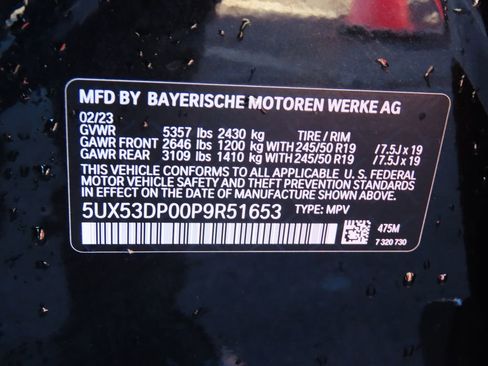 MFD BY BAYERISCHE MOTOREN WERKE AG
02/23
GVWR 5357 lbs 2430 kg TIRE / RIM
GAWR FRONT 2646 lbs 1200 kg WITH 245/50 R19 /7.5J x 19
GAWR REAR 3109 lbs 1410 kg WITH 245/50 R19 /7.5J x 19
THIS VEHICLE CONFORMS TO ALL APPLICABLE U. S. FEDERAL
MOTOR VEHICLE SAFETY AND THEFT PREVENTION STANDARDS
IN EFFECT ON THE DATE OF MANUFACTURE SHOWN ABOVE.
5UX53DP00P9R51653 TYPE: MPV
475M
7 320 730